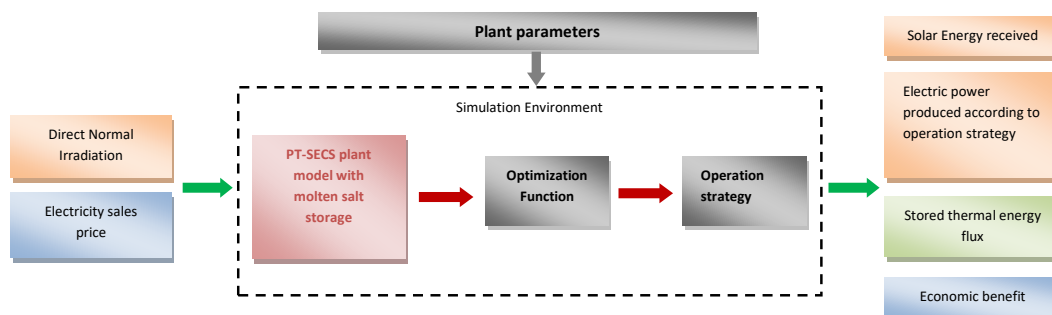 Plant parameters
Simulation Environment
Direct Normal
Irradiation
Electricity sales
price
PT-SECS plant
model with
molten salt
storage
Optimization
Function
Operation
strategy
Solar Energy received
Electric power
produced according to
operation strategy
Stored thermal energy
flux
Economic benefit